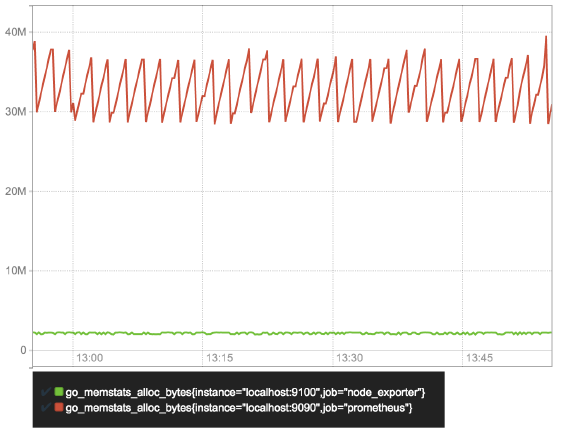 40M
30M
20M
10M
0
13:00 13:15 13:30 13:45
✓ go_memstats_alloc_bytes{instance="localhost:9100",job="node_exporter"}
✓ go_memstats_alloc_bytes{instance="localhost:9090",job="prometheus"}